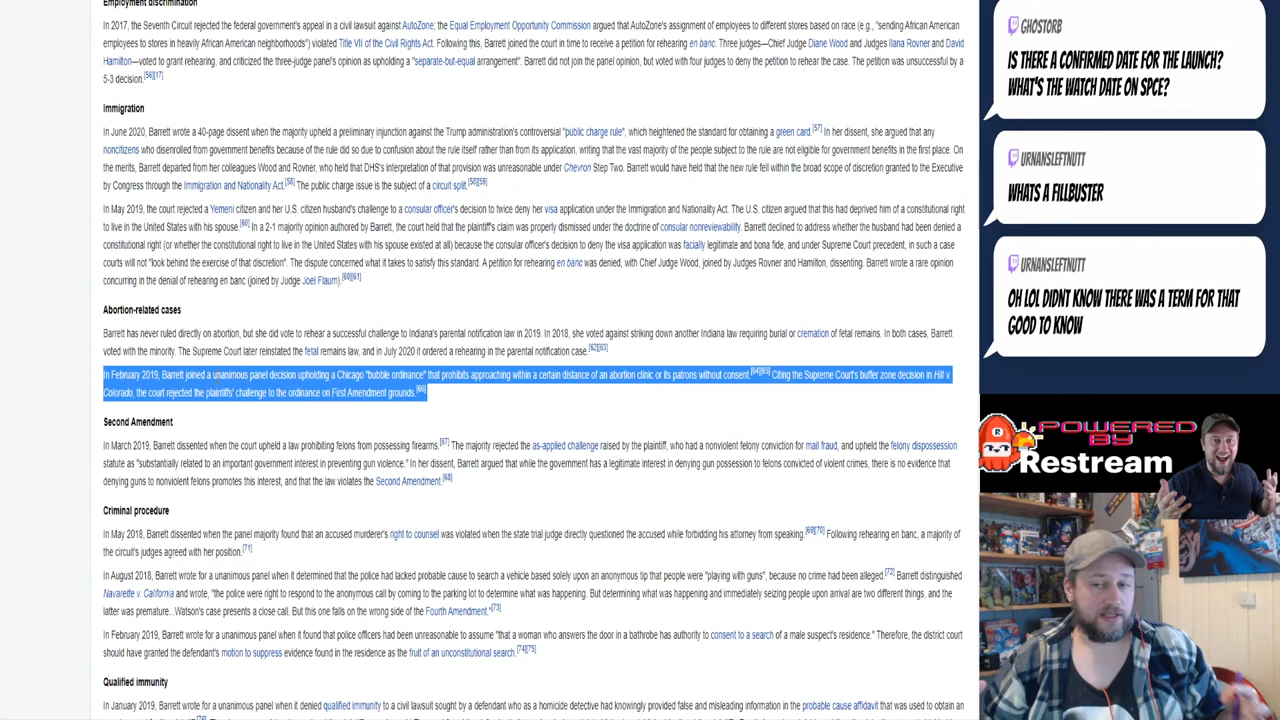 Employment discrimination
In 2017, the Seventh Circuit rejected the federal government's appeal in a civil lawsuit against AutoZone; the Equal Employment Opportunity Commission argued that AutoZone's assignment of employees to different stores based on race (e.g., "sending African American
employees to stores in heavily African American neighborhoods") violated Title VII of the Civil Rights Act. Following this, Barrett joined the court in time to receive a petition for rehearing en banc. Three judges—Chief Judge Diane Wood and Judges Ilana Rovner and David
Hamilton—voted to grant rehearing, and criticized the three-judge panel's opinion as upholding a "separate-but-equal arrangement". Barrett did not join the panel opinion, but voted with four judges to deny the petition to rehear the case. The petition was unsuccessful by a
5-3 decision.[56][17]
Immigration
In June 2020, Barrett wrote a 40-page dissent when the majority upheld a preliminary injunction against the Trump administration's controversial "public charge rule", which heightened the standard for obtaining a green card.[57] In her dissent, she argued that any
noncitizens who disenrolled from government benefits because of the rule did so due to confusion about the rule itself rather than from its application, writing that the vast majority of the people subject to the rule are not eligible for government benefits in the first place. On
the merits, Barrett departed from her colleagues Wood and Rovner, who held that DHS's interpretation of that provision was unreasonable under Chevron Step Two. Barrett would have held that the new rule fell within the broad scope of discretion granted to the Executive
by Congress through the Immigration and Nationality Act.[58] The public charge issue is the subject of a circuit split.[58][59]
In May 2019, the court rejected a Yemeni citizen and her U.S. citizen husband's challenge to a consular officer's decision to twice deny her visa application under the Immigration and Nationality Act. The U.S. citizen argued that this had deprived him of a constitutional right
to live in the United States with his spouse.[60] In a 2-1 majority opinion authored by Barrett, the court held that the plaintiff's claim was properly dismissed under the doctrine of consular nonreviewability. Barrett declined to address whether the husband had been denied a
constitutional right (or whether the constitutional right to live in the United States with his spouse existed at all) because the consular officer's decision to deny the visa application was facially legitimate and bona fide, and under Supreme Court precedent, in such a case
courts will not "look behind the exercise of that discretion". The dispute concerned what it takes to satisfy this standard. A petition for rehearing en banc was denied, with Chief Judge Wood, joined by Judges Rovner and Hamilton, dissenting. Barrett wrote a rare opinion
concurring in the denial of rehearing en banc (joined by Judge Joel Flaum).[60][61]
Abortion-related cases
Barrett has never ruled directly on abortion, but she did vote to rehear a successful challenge to Indiana's parental notification law in 2019. In 2018, she voted against striking down another Indiana law requiring burial or cremation of fetal remains. In both cases, Barrett
voted with the minority. The Supreme Court later reinstated the fetal remains law, and in July 2020 it ordered a rehearing in the parental notification case.[62][63]
In February 2019, Barrett joined a unanimous panel decision upholding a Chicago "bubble ordinance" that prohibits approaching within a certain distance of an abortion clinic or its patrons without consent.[64][65] Citing the Supreme Court's buffer zone decision in Hill v.
Colorado, the court rejected the plaintiffs' challenge to the ordinance on First Amendment grounds.[66]
Second Amendment
In March 2019, Barrett dissented when the court upheld a law prohibiting felons from possessing firearms.[67] The majority rejected the as-applied challenge raised by the plaintiff, who had a nonviolent felony conviction for mail fraud, and upheld the felony dispossession
statute as "substantially related to an important government interest in preventing gun violence." In her dissent, Barrett argued that while the government has a legitimate interest in denying gun possession to felons convicted of violent crimes, there is no evidence that
denying guns to nonviolent felons promotes this interest, and that the law violates the Second Amendment.[68]
Criminal procedure
In May 2018, Barrett dissented when the panel majority found that an accused murderer's right to counsel was violated when the state trial judge directly questioned the accused while forbidding his attorney from speaking.[69][70] Following rehearing en banc, a majority of
the circuit's judges agreed with her position.[71]
In August 2018, Barrett wrote for a unanimous panel when it determined that the police had lacked probable cause to search a vehicle based solely upon an anonymous tip that people were "playing with guns", because no crime had been alleged.[72] Barrett distinguished
Navarette v. California and wrote, "the police were right to respond to the anonymous call by coming to the parking lot to determine what was happening. But determining what was happening and immediately seizing people upon arrival are two different things, and the
latter was premature...Watson's case presents a close call. But this one falls on the wrong side of the Fourth Amendment."[73]
In February 2019, Barrett wrote for a unanimous panel when it found that police officers had been unreasonable to assume "that a woman who answers the door in a bathrobe has authority to consent to a search of a male suspect's residence." Therefore, the district court
should have granted the defendant's motion to suppress evidence found in the residence as the fruit of an unconstitutional search.[74][75]
Qualified immunity
In January 2019, Barrett wrote for a unanimous panel when it denied qualified immunity to a civil lawsuit sought by a defendant who as a homicide detective had knowingly provided false and misleading information in the probable cause affidavit that was used to obtain an
GHOSTORB
IS THERE A CONFIRMED DATE FOR THE LAUNCH?
WHAT'S THE WATCH DATE ON SPCE?
URNANSLEFTNUTT
WHATS A FILLBUSTER
URNANSLEFTNUTT
OH LOL DIDNT KNOW THERE WAS A TERM FOR THAT
GOOD TO KNOW
POWERED
BY
Restream